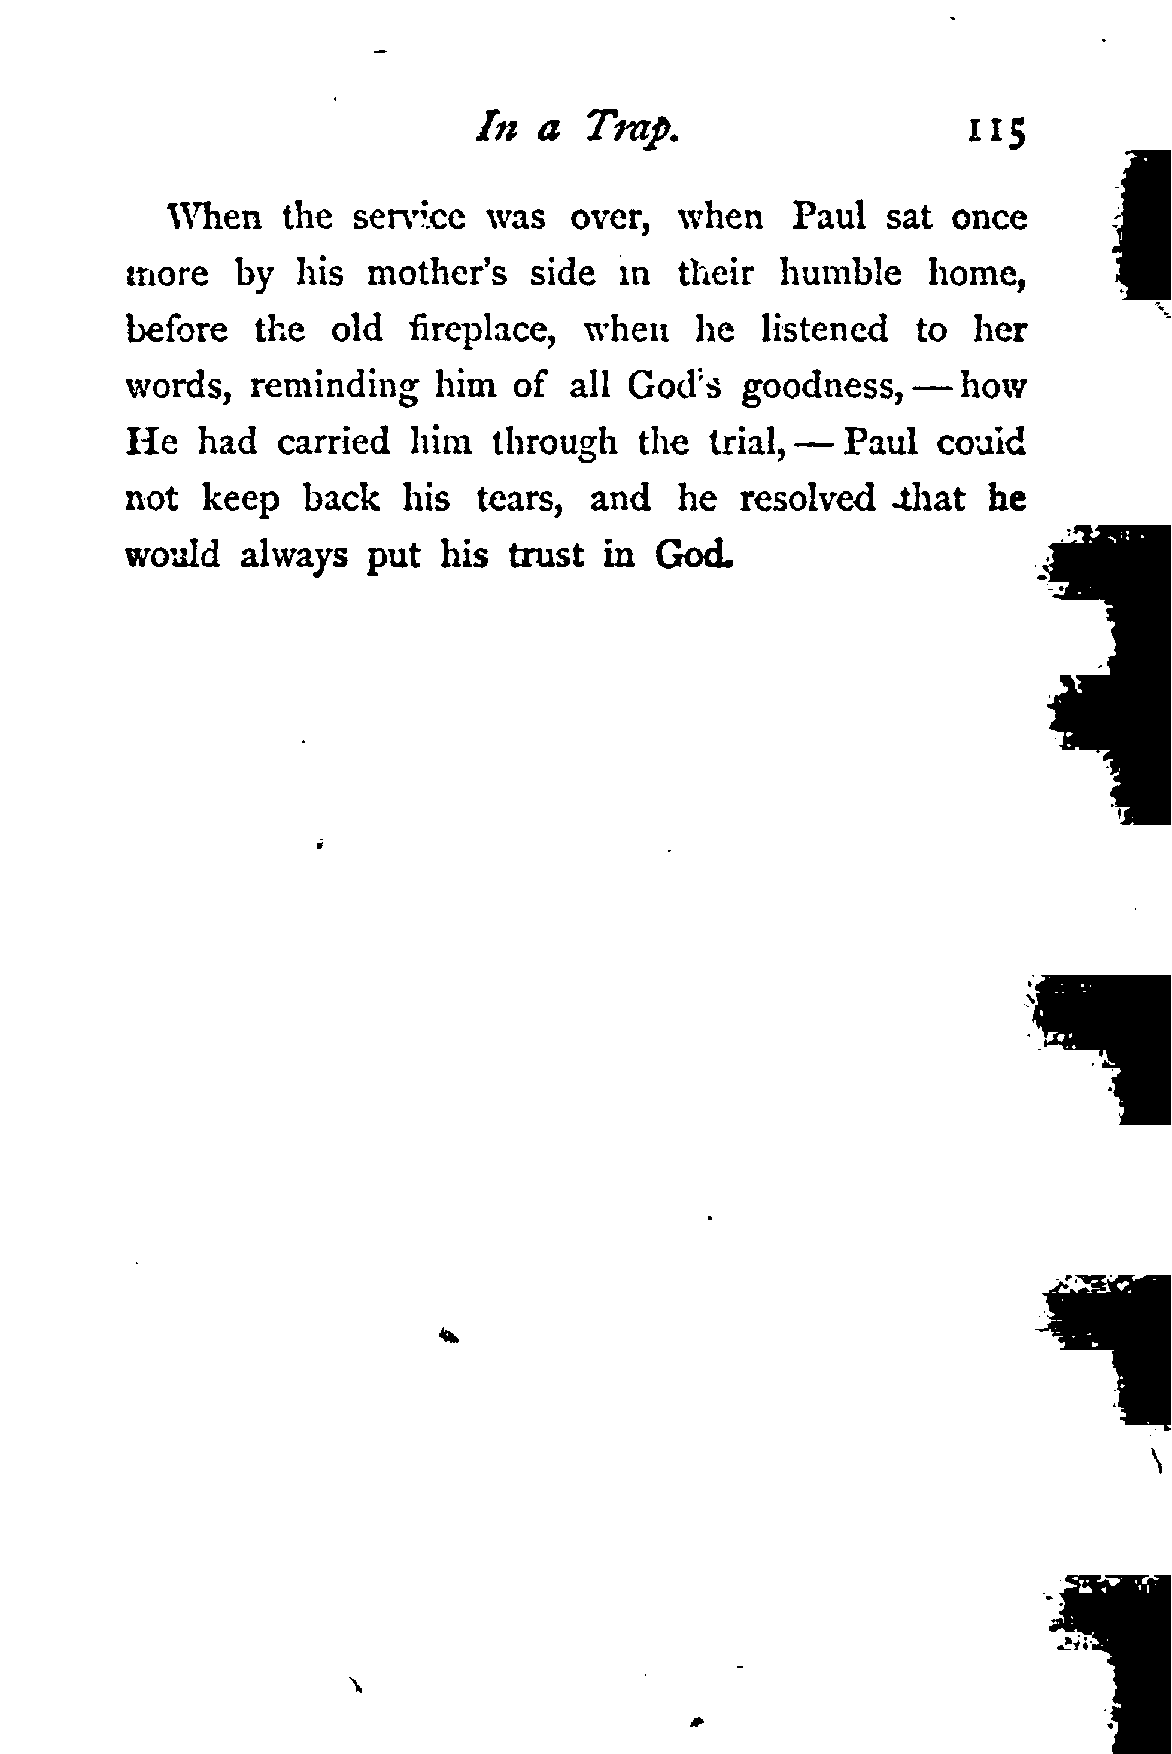 In a Trap. 115
When the service was over, when Paul sat once
more by his mother's side in their humble home,
before the old fireplace, when he listened to her
words, reminding him of all God's goodness, — how
He had carried him through the trial, — Paul could
not keep back his tears, and he resolved that he
would always put his trust in God.